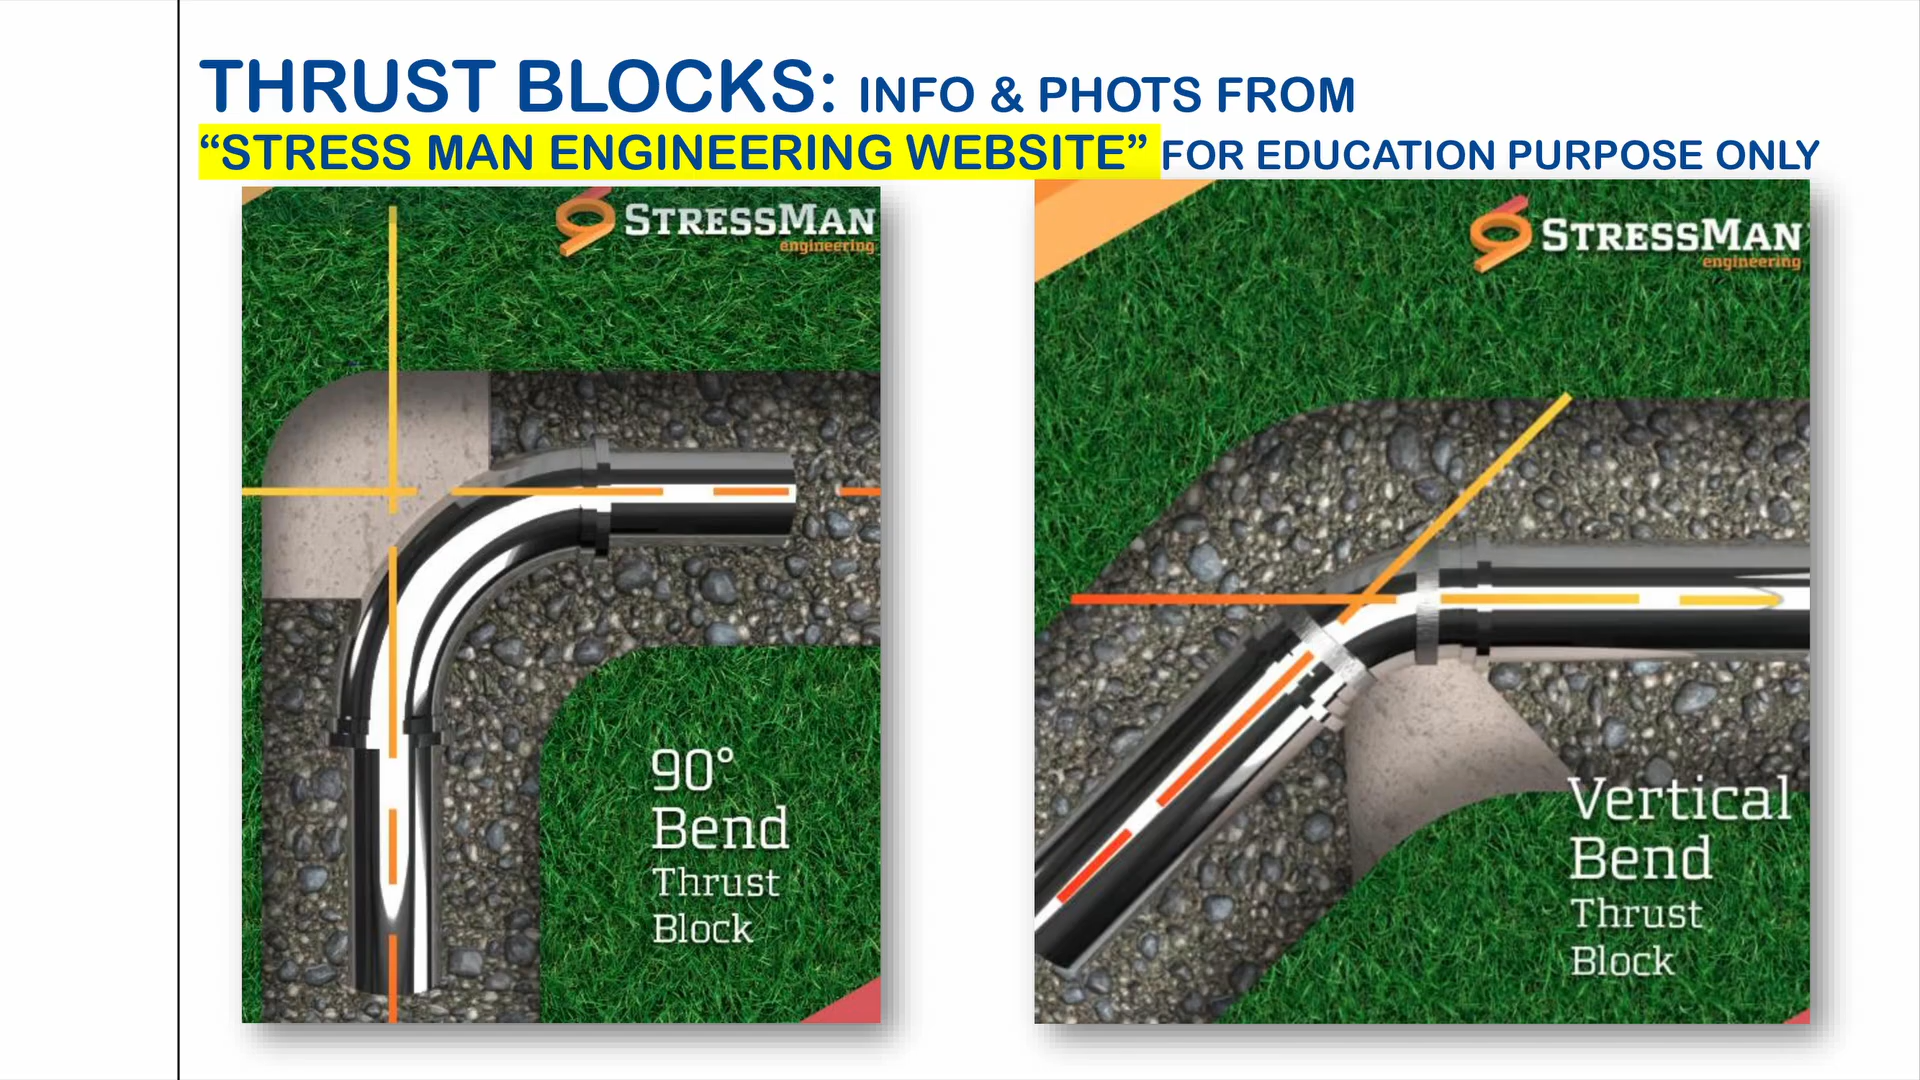 THRUST BLOCKS: INFO & PHOTS FROM
“STRESS MAN ENGINEERING WEBSITE” FOR EDUCATION PURPOSE ONLY
STRESSMAN
engineering
90°
Bend
Thrust
Block
STRESSMAN
engineering
Vertical
Bend
Thrust
Block